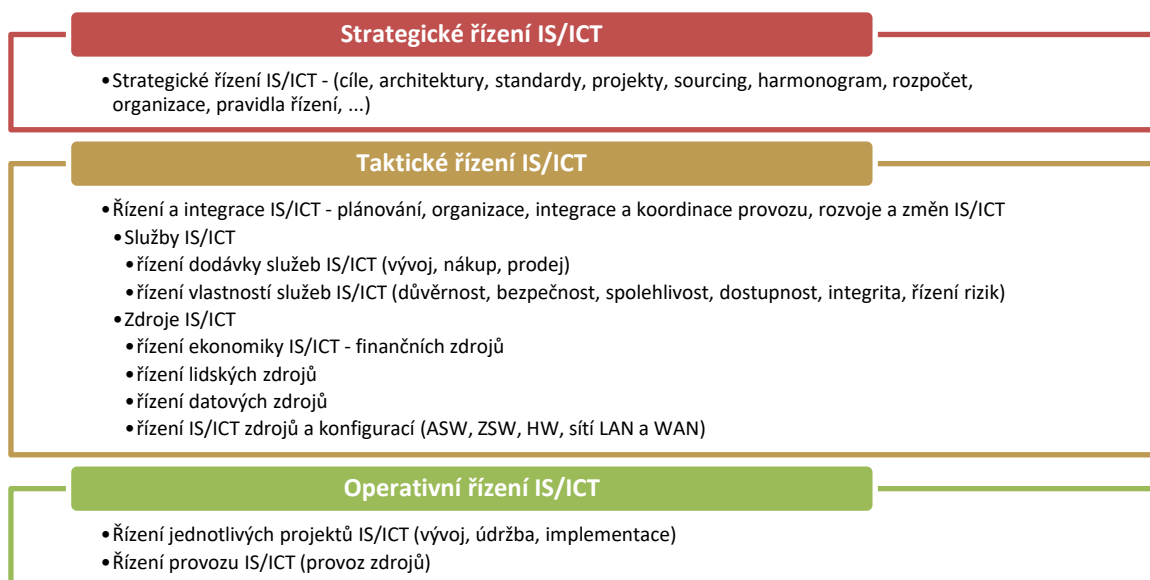 Strategické řízení IS/ICT
•Strategické řízení IS/ICT - (cíle, architektury, standardy, projekty, sourcing, harmonogram, rozpočet,
organizace, pravidla řízení, ...)
Taktické řízení IS/ICT
•Řízení a integrace IS/ICT - plánování, organizace, integrace a koordinace provozu, rozvoje a změn IS/ICT
•Služby IS/ICT
•řízení dodávky služeb IS/ICT (vývoj, nákup, prodej)
•řízení vlastností služeb IS/ICT (důvěrnost, bezpečnost, spolehlivost, dostupnost, integrita, řízení rizik)
•Zdroje IS/ICT
•řízení ekonomiky IS/ICT - finančních zdrojů
•řízení lidských zdrojů
•řízení datových zdrojů
•řízení IS/ICT zdrojů a konfigurací (ASW, ZSW, HW, sítí LAN a WAN)
Operativní řízení IS/ICT
•Řízení jednotlivých projektů IS/ICT (vývoj, údržba, implementace)
•Řízení provozu IS/ICT (provoz zdrojů)